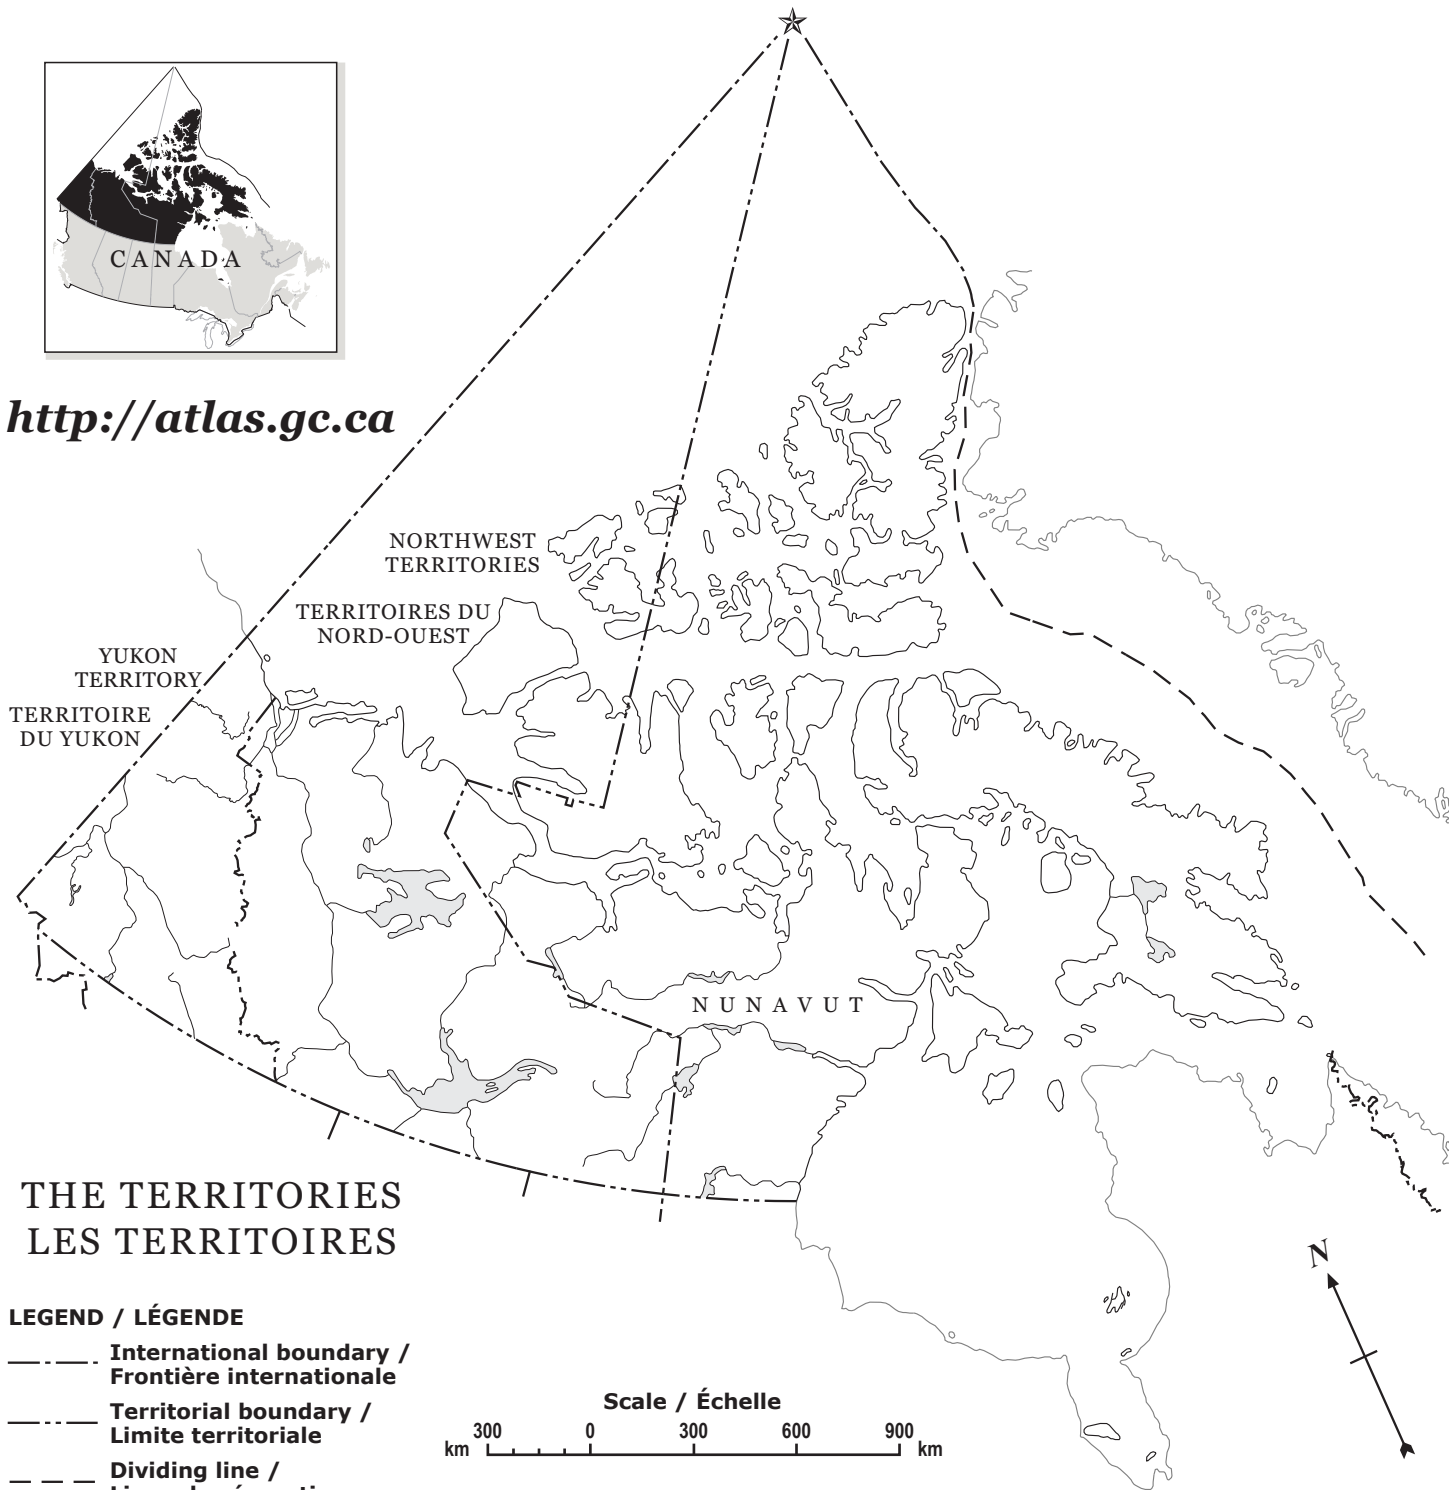 CANADA
http://atlas.gc.ca
NORTHWEST
TERRITORIES
TERRITOIRES DU
NORD-OUEST
YUKON
TERRITORY
TERRITOIRE
DU YUKON
NUNAVUT
THE TERRITORIES
LES TERRITOIRES
N
LEGEND / LÉGENDE
International boundary /
Frontière internationale
Territorial boundary /
Limite territoriale
Dividing line /
Scale / Échelle
300 0 300 600 900
km km